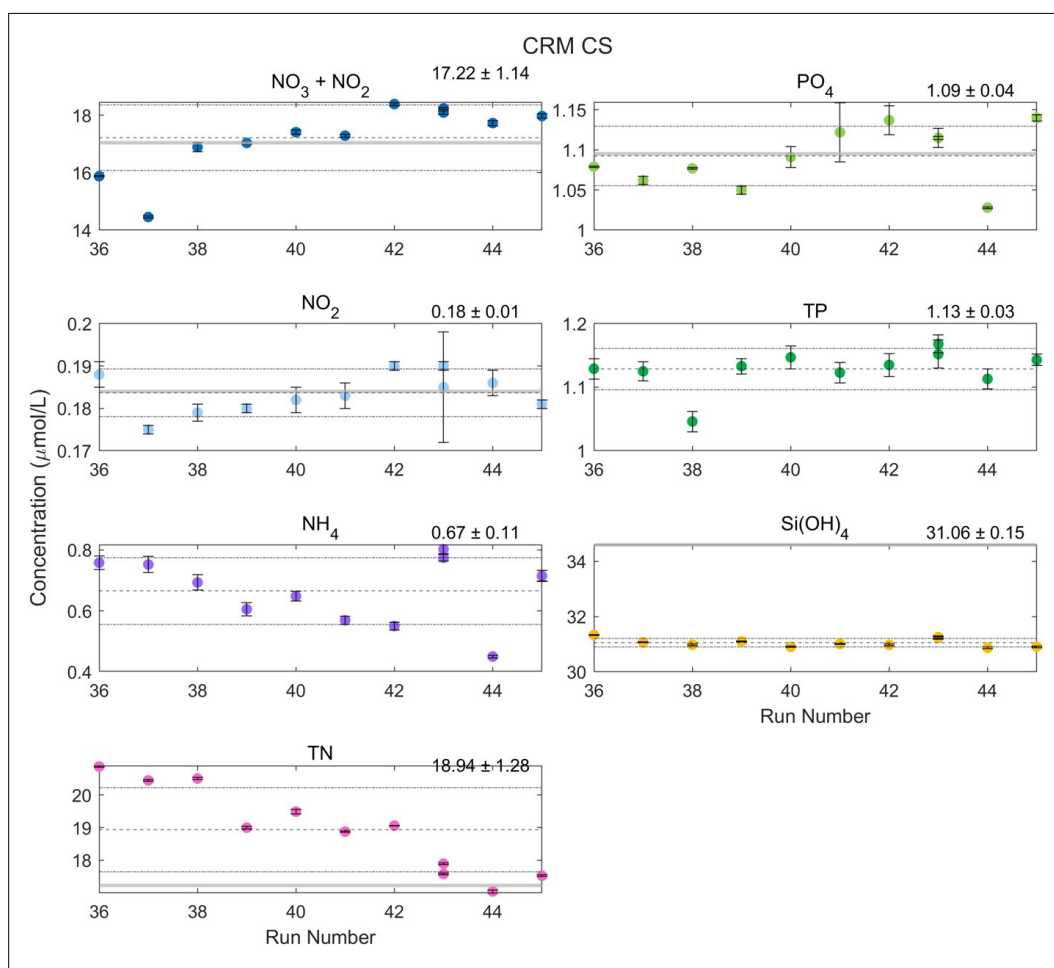 CRM CS
NO3 + NO2
17.22 ± 1.14
18
16
14
36 38 40 42 44
PO4
1.09 ± 0.04
1.15
1.1
1.05
1
36 38 40 42 44
NO2
0.18 ± 0.01
0.2
0.19
0.18
0.17
36 38 40 42 44
TP
1.13 ± 0.03
1.2
1.1
1
36 38 40 42 44
Concentration (μmol/L)
NH4
0.67 ± 0.11
0.8
0.6
0.4
36 38 40 42 44
Si(OH)4
31.06 ± 0.15
34
32
30
36 38 40 42 44
Run Number
TN
18.94 ± 1.28
20
19
18
36 38 40 42 44
Run Number